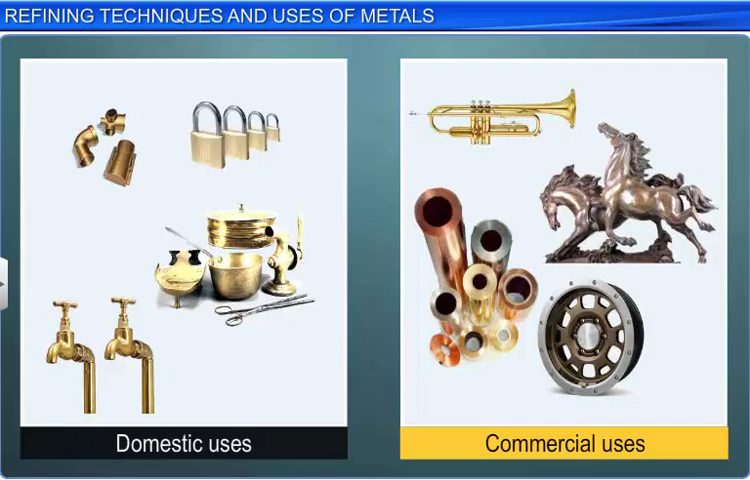 REFINING TECHNIQUES AND USES OF METALS
Domestic uses
Commercial uses